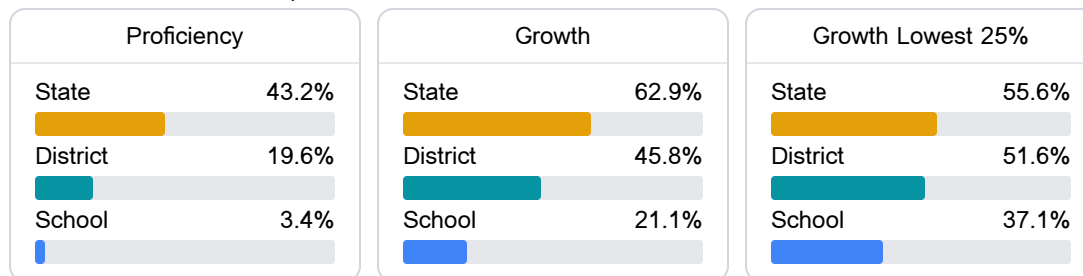 Proficiency
State 43.2%
District 19.6%
School 3.4%
Growth
State 62.9%
District 45.8%
School 21.1%
Growth Lowest 25%
State 55.6%
District 51.6%
School 37.1%